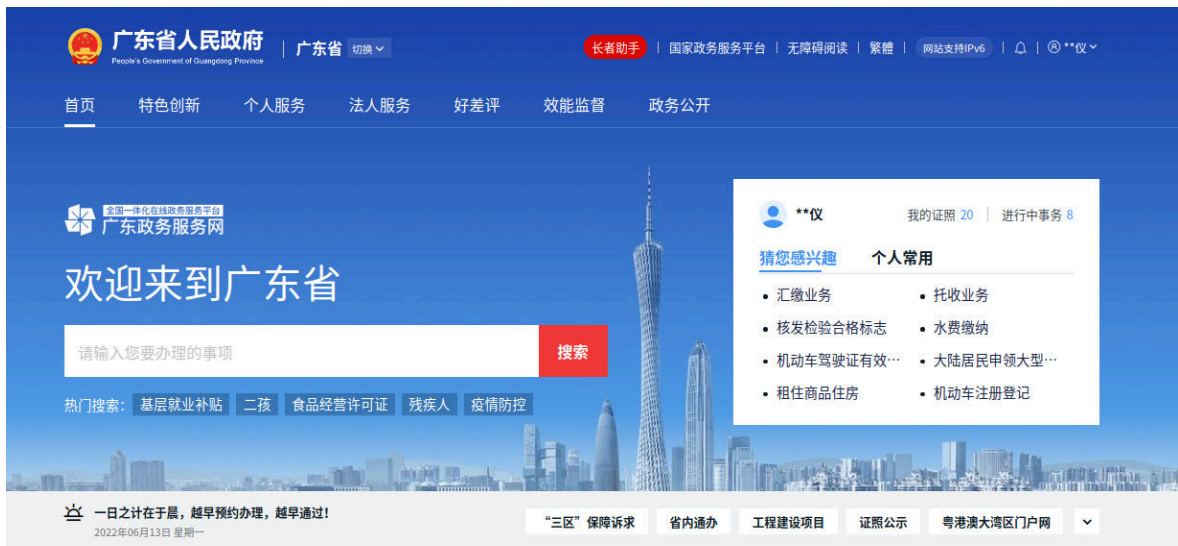 广东省人民政府
People's Government of Guangdong Province
广东省 切换
长者助手 | 国家政务服务平台 | 无障碍阅读 | 繁體 | 网站支持IPv6 | **仪
首页 特色创新 个人服务 法人服务 好差评 效能监督 政务公开
全国一体化在线政务服务平台
广东政务服务网
欢迎来到广东省
请输入您要办理的事项 搜索
热门搜索： 基层就业补贴 二孩 食品经营许可证 残疾人 疫情防控
**仪 我的证照 20 | 进行中事务 8
猜您感兴趣 个人常用
• 汇缴业务 • 托收业务
• 核发检验合格标志 • 水费缴纳
• 机动车驾驶证有效… • 大陆居民申领大型…
• 租住商品住房 • 机动车注册登记
一日之计在于晨，越早预约办理，越早通过！
2022年06月13日 星期一
“三区”保障诉求 省内通办 工程建设项目 证照公示 粤港澳大湾区门户网